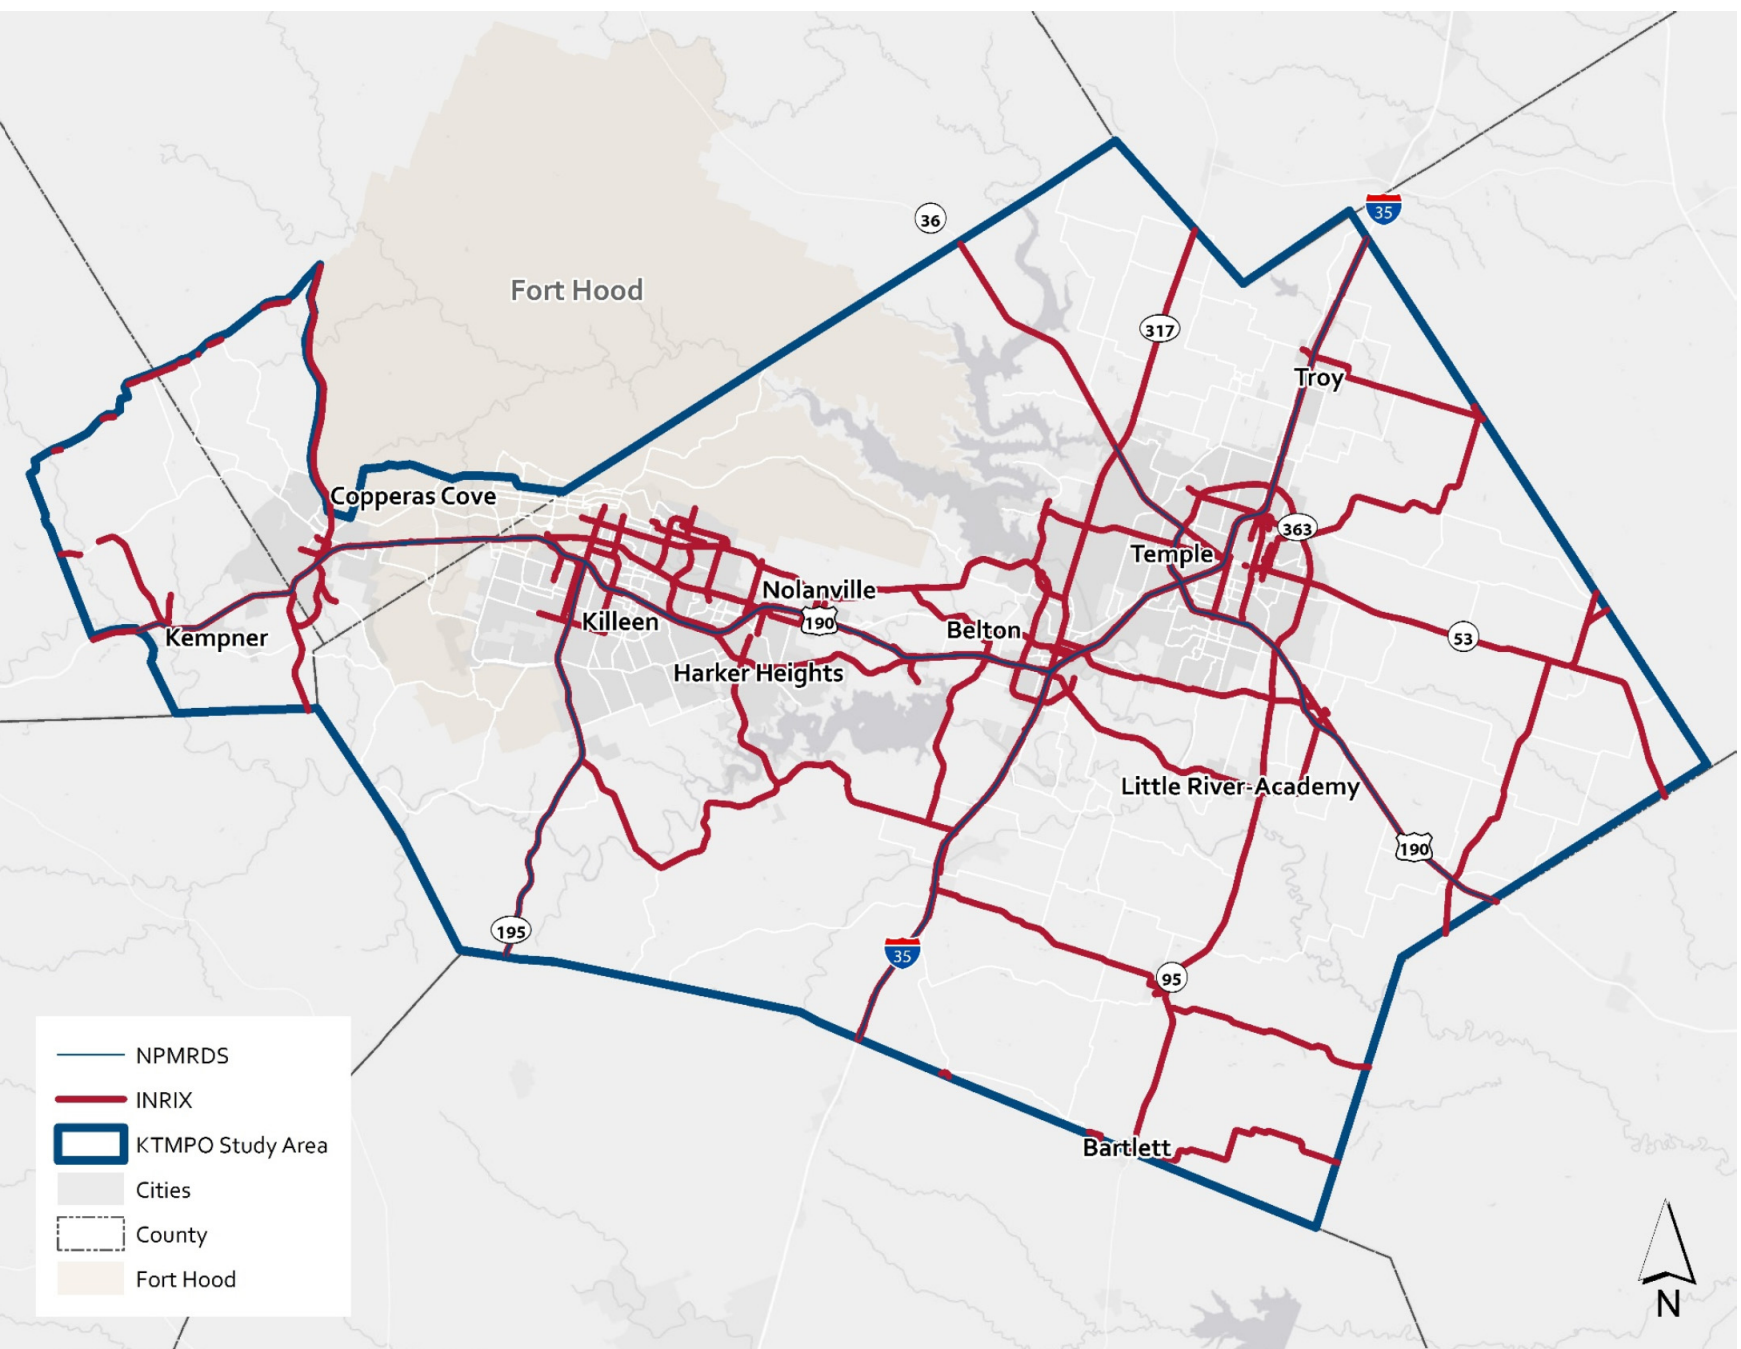 36
35
Fort Hood
317
Troy
Copperas Cove
363
Temple
Nolanville
Killeen
190
Belton
Kempner
53
Harker Heights
Little River-Academy
190
195
35
95
Bartlett
NPMRDS
INRIX
KTMPO Study Area
Cities
County
Fort Hood
N